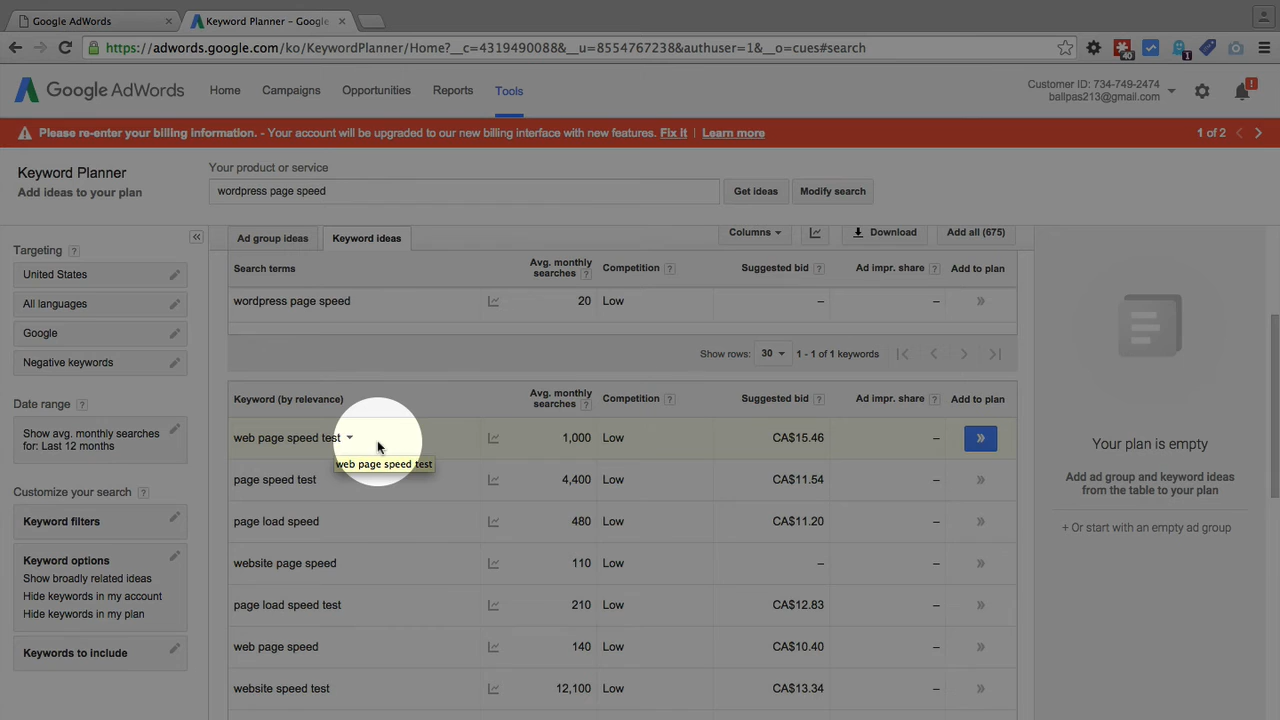 Google AdWords ×
Keyword Planner – Google ×
https://adwords.google.com/ko/KeywordPlanner/Home?__c=4319490088&__u=8554767238&authuser=1&__o=cues#search
40
1
Google AdWords
Home
Campaigns
Opportunities
Reports
Tools
Customer ID: 734-749-2474
ballpas213@gmail.com
!
Please re-enter your billing information. - Your account will be upgraded to our new billing interface with new features. Fix It | Learn more
1 of 2
Keyword Planner
Add ideas to your plan
Your product or service
wordpress page speed
Get ideas
Modify search
Targeting ?
United States
All languages
Google
Negative keywords
Date range ?
Show avg. monthly searches
for: Last 12 months
Customize your search ?
Keyword filters
Keyword options
Show broadly related ideas
Hide keywords in my account
Hide keywords in my plan
Keywords to include
Ad group ideas
Keyword ideas
Columns
Download
Add all (675)
Search terms
Avg. monthly
searches ?
Competition ?
Suggested bid ?
Ad impr. share ?
Add to plan
wordpress page speed 20 Low – – »
Show rows: 30 1 - 1 of 1 keywords
Keyword (by relevance)
Avg. monthly
searches ?
Competition ?
Suggested bid ?
Ad impr. share ?
Add to plan
web page speed test 1,000 Low CA$15.46 – »
web page speed test
page speed test 4,400 Low CA$11.54 – »
page load speed 480 Low CA$11.20 – »
website page speed 110 Low – – »
page load speed test 210 Low CA$12.83 – »
web page speed 140 Low CA$10.40 – »
website speed test 12,100 Low CA$13.34 – »
Your plan is empty
Add ad group and keyword ideas
from the table to your plan
+ Or start with an empty ad group